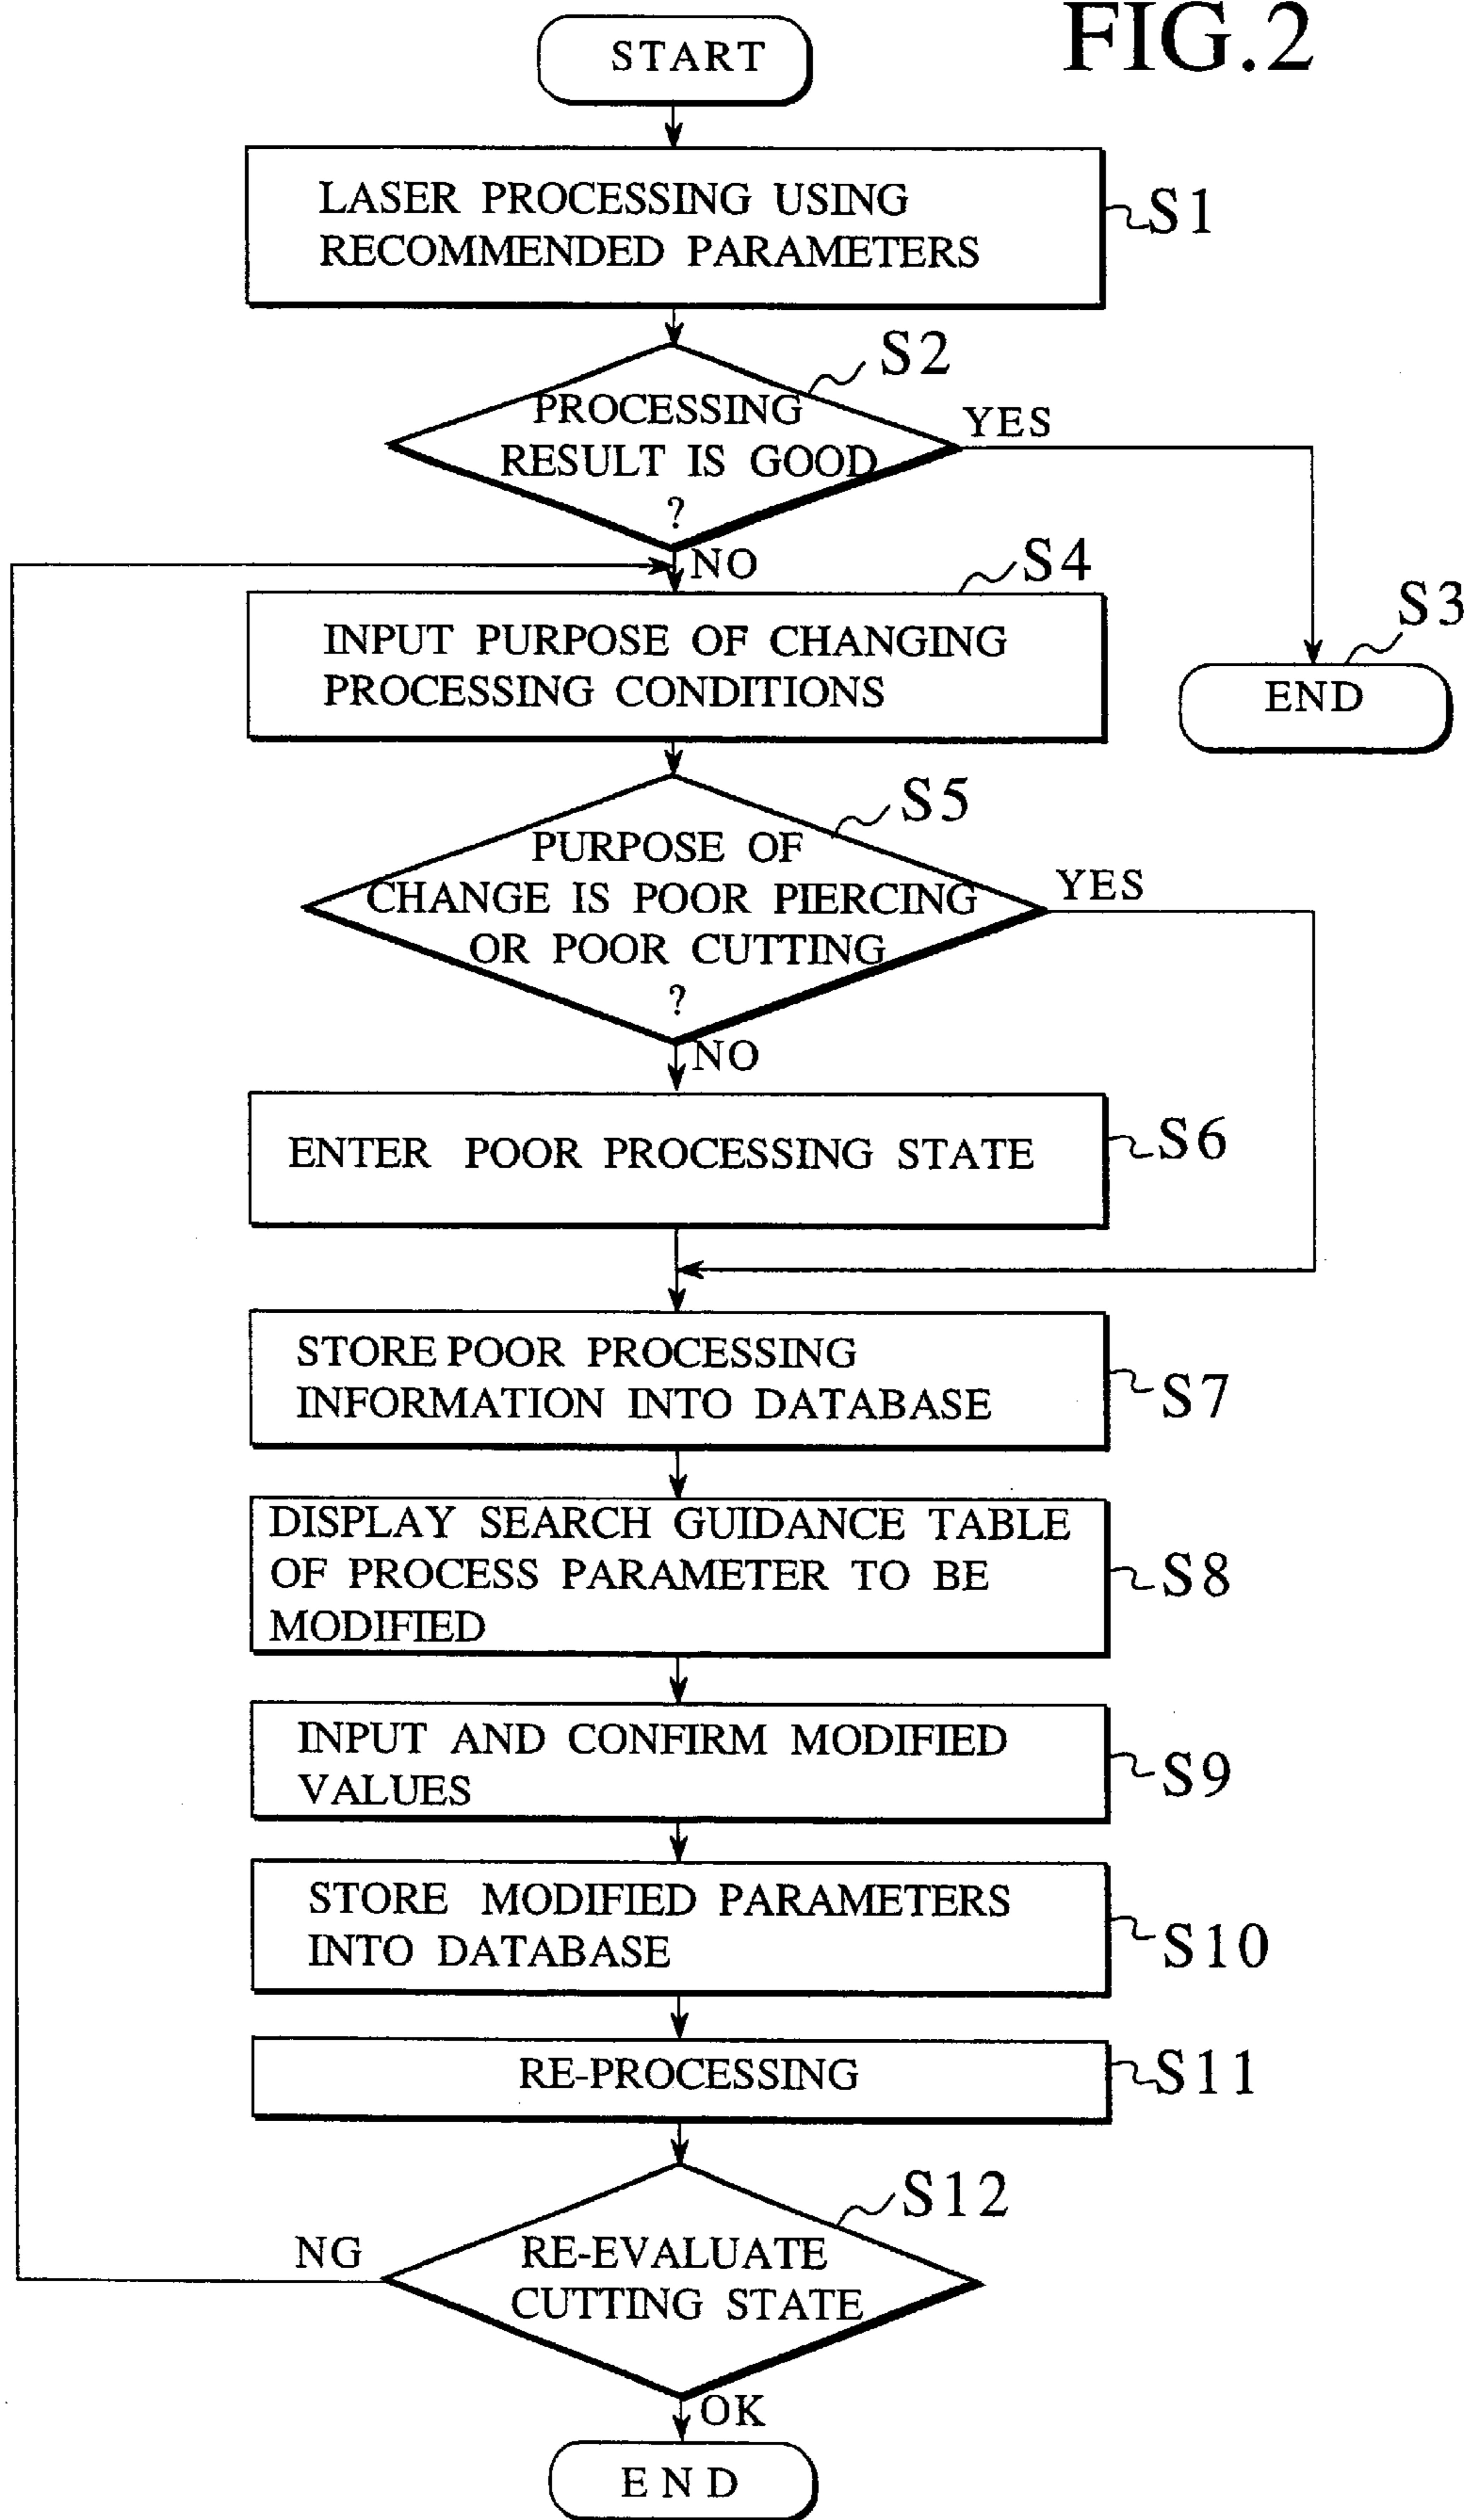 FIG.2
START
LASER PROCESSING USING
RECOMMENDED PARAMETERS
S1
S2
PROCESSING
RESULT IS GOOD
?
YES
NO
S4
S3
INPUT PURPOSE OF CHANGING
PROCESSING CONDITIONS
END
S5
PURPOSE OF
CHANGE IS POOR PIERCING
OR POOR CUTTING
?
YES
NO
ENTER POOR PROCESSING STATE
S6
STORE POOR PROCESSING
INFORMATION INTO DATABASE
S7
DISPLAY SEARCH GUIDANCE TABLE
OF PROCESS PARAMETER TO BE
MODIFIED
S8
INPUT AND CONFIRM MODIFIED
VALUES
S9
STORE MODIFIED PARAMETERS
INTO DATABASE
S10
RE-PROCESSING
S11
S12
NG
RE-EVALUATE
CUTTING STATE
OK
END